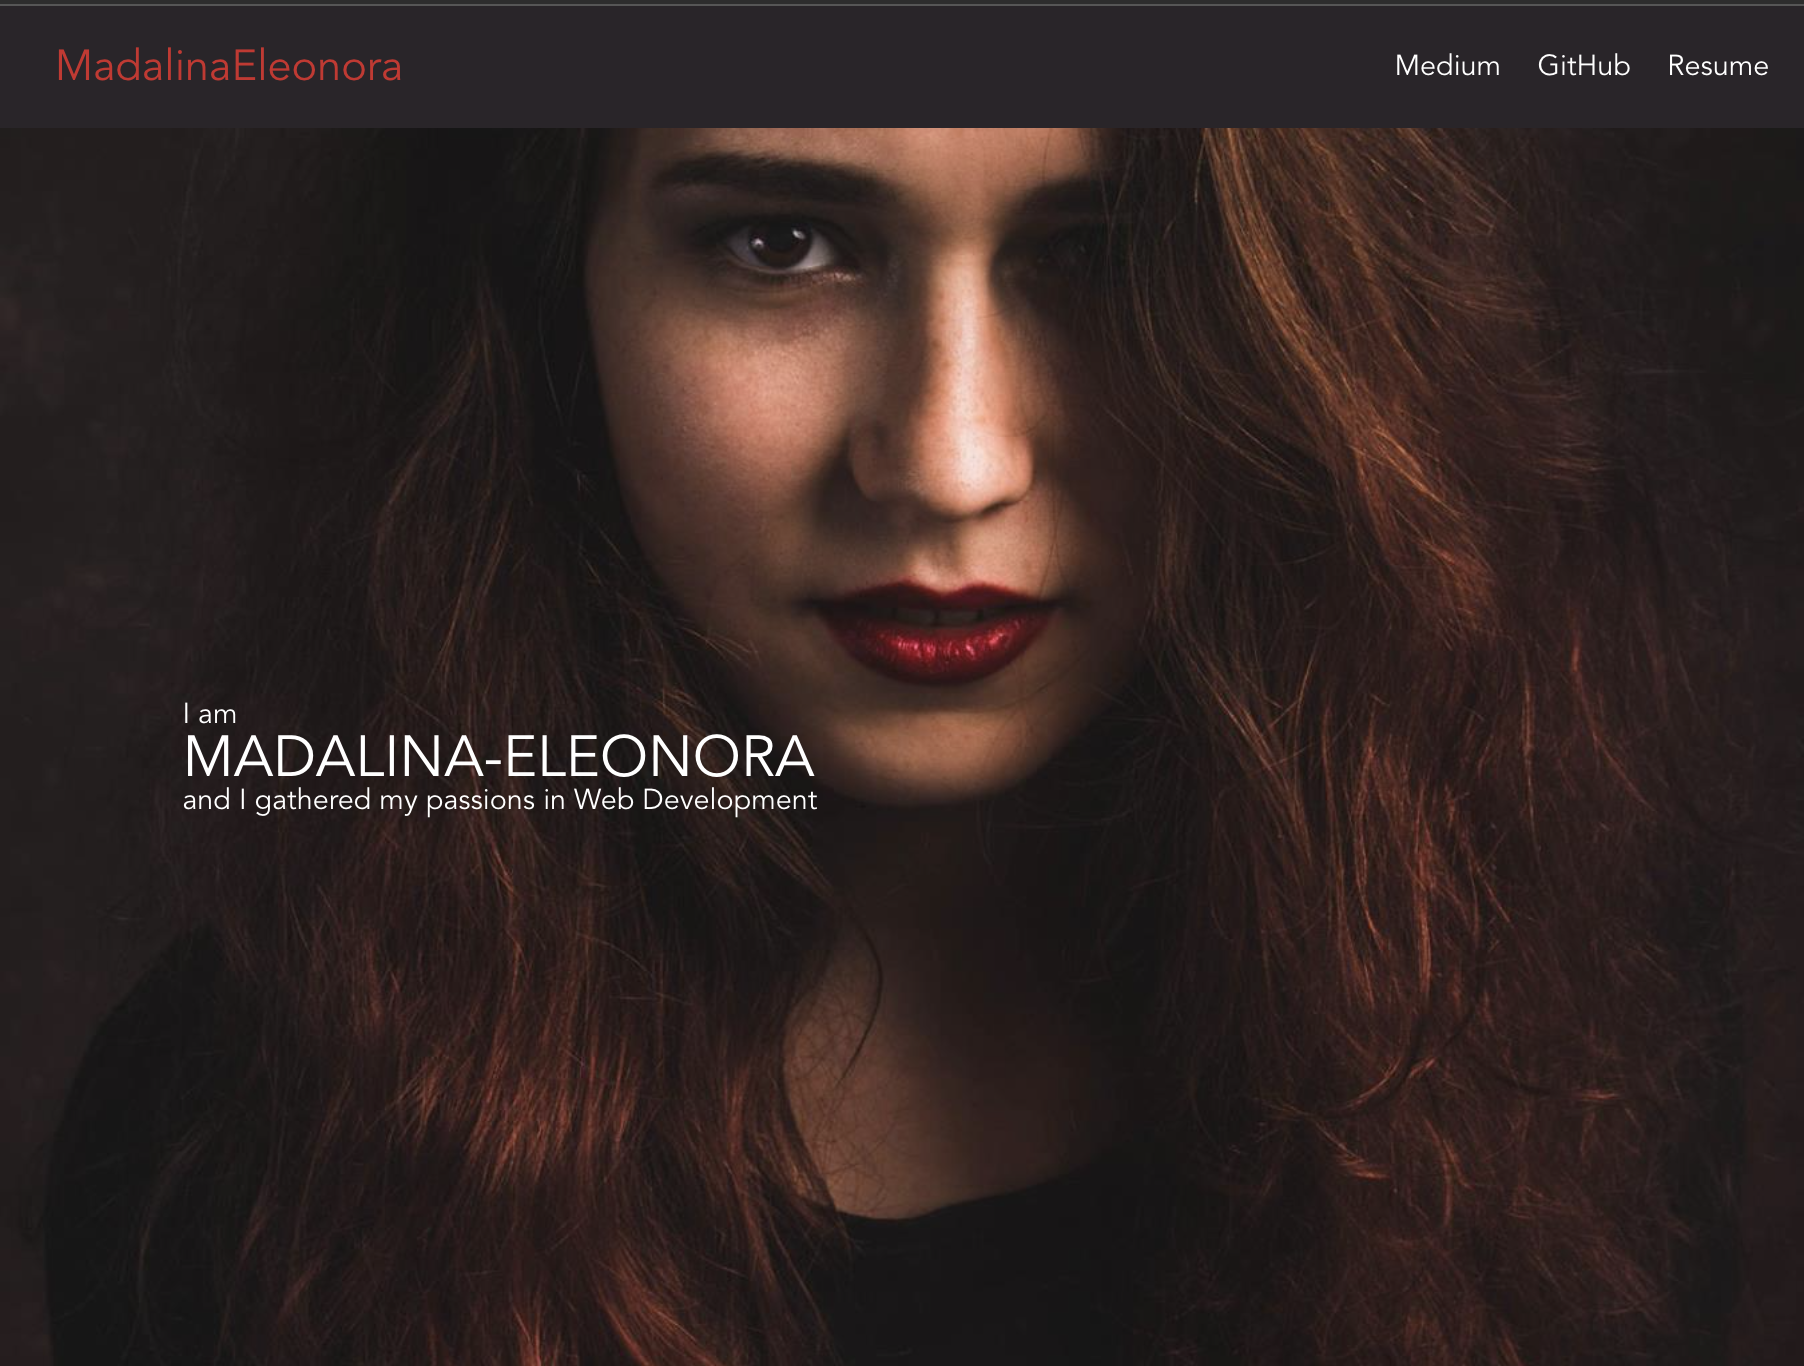 MadalinaEleonora
Medium GitHub Resume
I am
MADALINA-ELEONORA
and I gathered my passions in Web Development